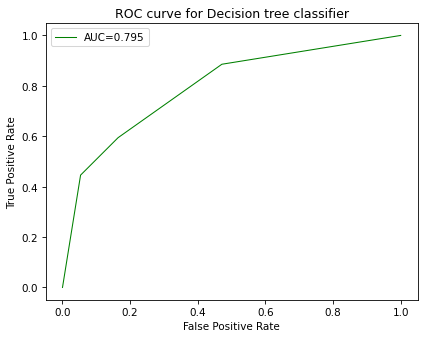 ROC curve for Decision tree classifier
AUC=0.795
1.0
0.8
0.6
0.4
0.2
0.0
True Positive Rate
0.0 0.2 0.4 0.6 0.8 1.0
False Positive Rate